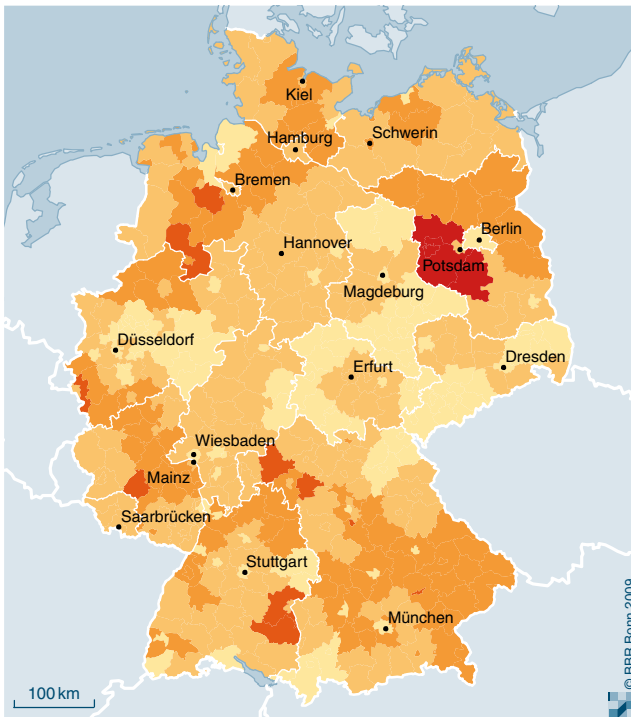 Kiel
Hamburg
Schwerin
Bremen
Berlin
Hannover
Potsdam
Magdeburg
Düsseldorf
Erfurt
Dresden
Wiesbaden
Mainz
Saarbrücken
Stuttgart
München
100 km
© BBR Bonn 2009